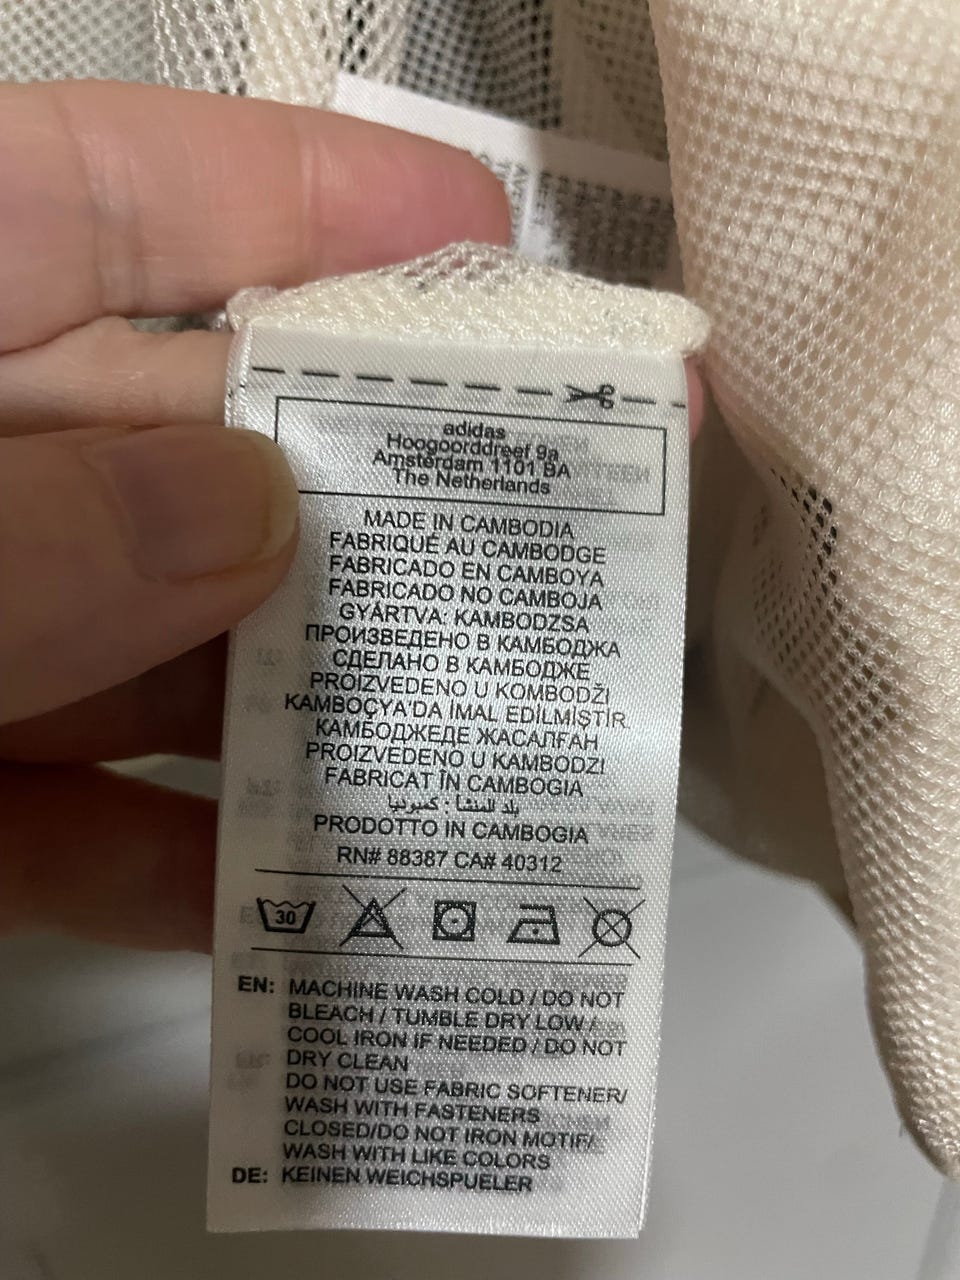 adidas
Hoogoorddreef 9a
Amsterdam 1101 BA
The Netherlands
MADE IN CAMBODIA
FABRIQUÉ AU CAMBODGE
FABRICADO EN CAMBOYA
FABRICADO NO CAMBOJA
GYÁRTVA: KAMBODZSA
ПРОИЗВЕДЕНО В КАМБОДЖА
СДЕЛАНО В КАМБОДЖЕ
PROIZVEDENO U KOMBODŽI
KAMBOÇYA'DA İMAL EDİLMİŞTİR
КАМБОДЖЕДЕ ЖАСАЛҒАН
PROIZVEDENO U KAMBODZI
FABRICAT ÎN CAMBOGIA
بلد المنشأ : كمبوديا
PRODOTTO IN CAMBOGIA
RN# 88387 CA# 40312
30
EN: MACHINE WASH COLD / DO NOT
BLEACH / TUMBLE DRY LOW /
COOL IRON IF NEEDED / DO NOT
DRY CLEAN
DO NOT USE FABRIC SOFTENER/
WASH WITH FASTENERS
CLOSED/DO NOT IRON MOTIF/
WASH WITH LIKE COLORS
DE: KEINEN WEICHSPUELER